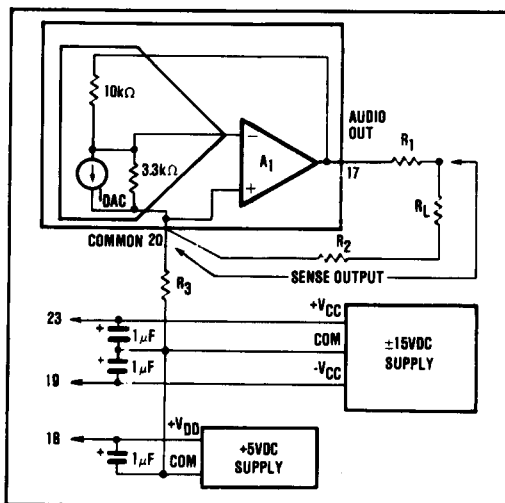 10kΩ
3.3kΩ
IDAC
A1
AUDIO
OUT
17
R1
RL
R2
COMMON 20
SENSE OUTPUT
R3
23
+VCC
+
1μF
COM
±15VDC
SUPPLY
+
1μF
19
-VCC
18
+VDD
+
1μF
COM
+5VDC
SUPPLY